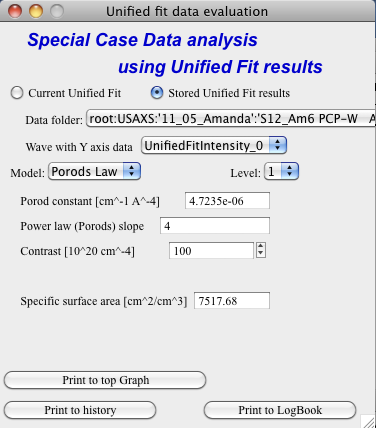 Unified fit data evaluation
Special Case Data analysis
using Unified Fit results
Current Unified Fit Stored Unified Fit results
Data folder: root:USAXS:'11_05_Amanda':'S12_Am6 PCP-W A
Wave with Y axis data UnifiedFitIntensity_0
Model: Porods Law Level: 1
Porod constant [cm^-1 A^-4] 4.7235e-06
Power law (Porods) slope 4
Contrast [10^20 cm^-4] 100
Specific surface area [cm^2/cm^3] 7517.68
Print to top Graph
Print to history Print to LogBook